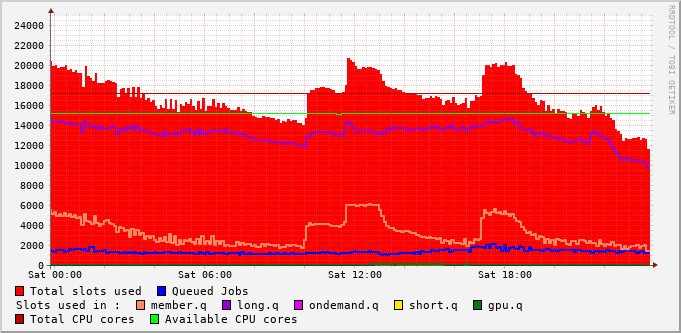 RRDTOOL / TOBI OETIKER
24000
22000
20000
18000
16000
14000
12000
10000
8000
6000
4000
2000
0
Sat 00:00 Sat 06:00 Sat 12:00 Sat 18:00
Total slots used Queued Jobs
Slots used in : member.q long.q ondemand.q short.q gpu.q
Total CPU cores Available CPU cores